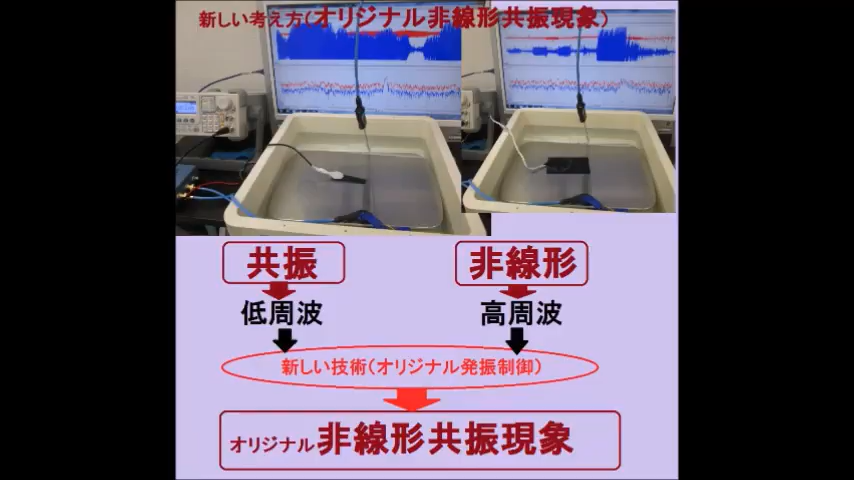 新しい考え方(オリジナル非線形共振現象)
共振
非線形
低周波
高周波
新しい技術(オリジナル発振制御)
オリジナル非線形共振現象